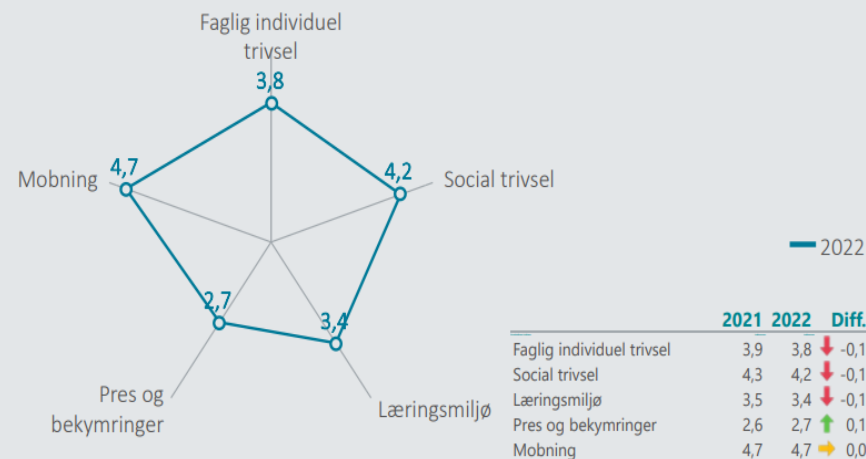 Faglig individuel
trivsel
3,8
4,7
Mobning
4,2
Social trivsel
2022
2,7
3,4
Pres og
bekymringer
Læringsmiljø
2021 2022 Diff.
Faglig individuel trivsel 3,9 3,8 -0,1
Social trivsel 4,3 4,2 -0,1
Læringsmiljø 3,5 3,4 -0,1
Pres og bekymringer 2,6 2,7 0,1
Mobning 4,7 4,7 0,0